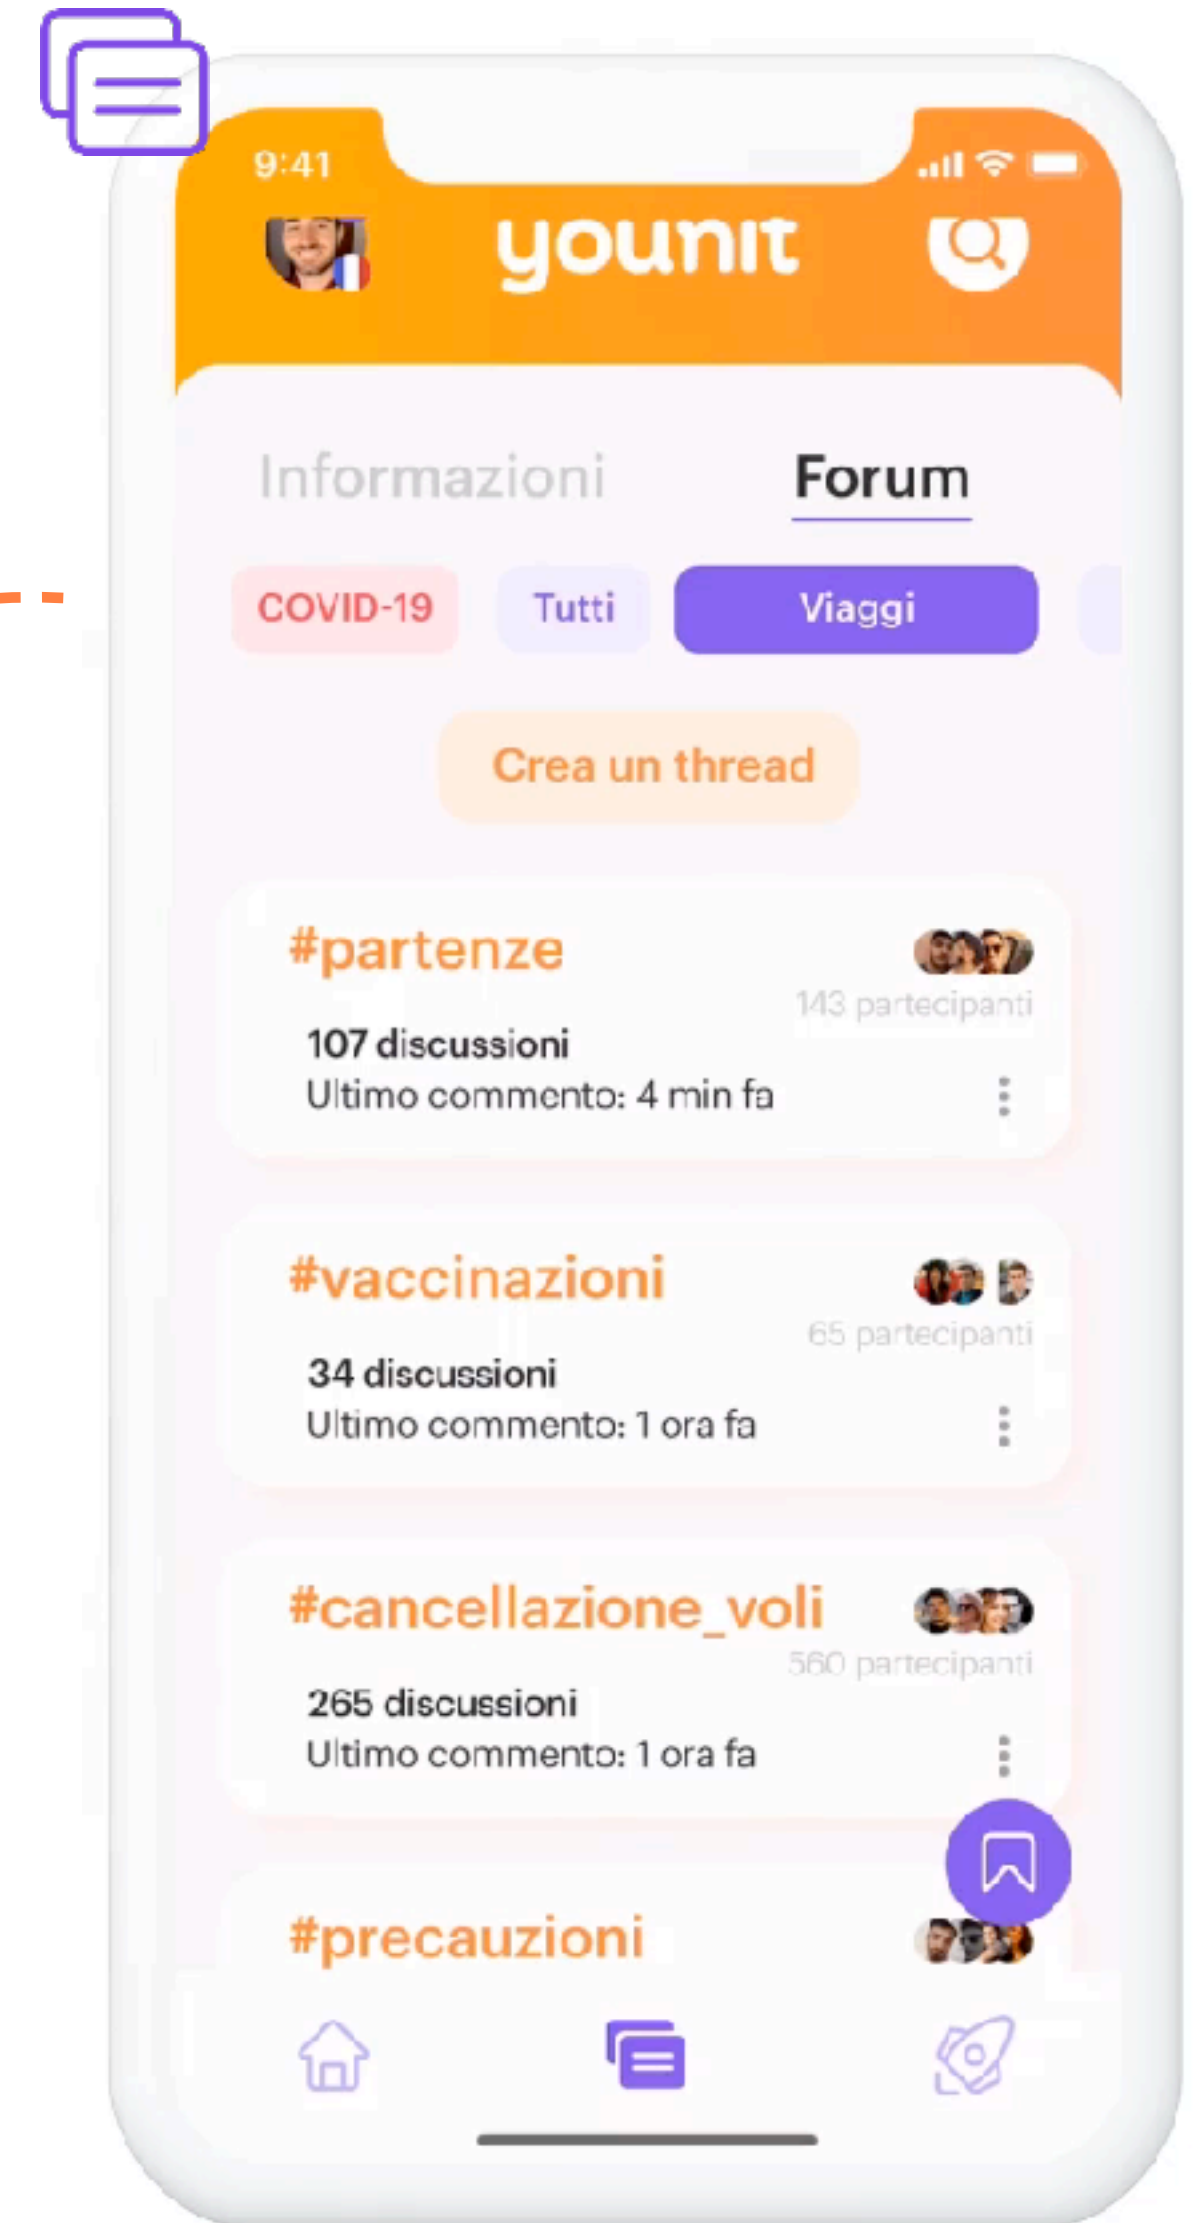 9:41
younit
Informazioni Forum
COVID-19 Tutti Viaggi
Crea un thread
#partenze
143 partecipanti
107 discussioni
Ultimo commento: 4 min fa
#vaccinazioni
65 partecipanti
34 discussioni
Ultimo commento: 1 ora fa
#cancellazione_voli
560 partecipanti
265 discussioni
Ultimo commento: 1 ora fa
#precauzioni